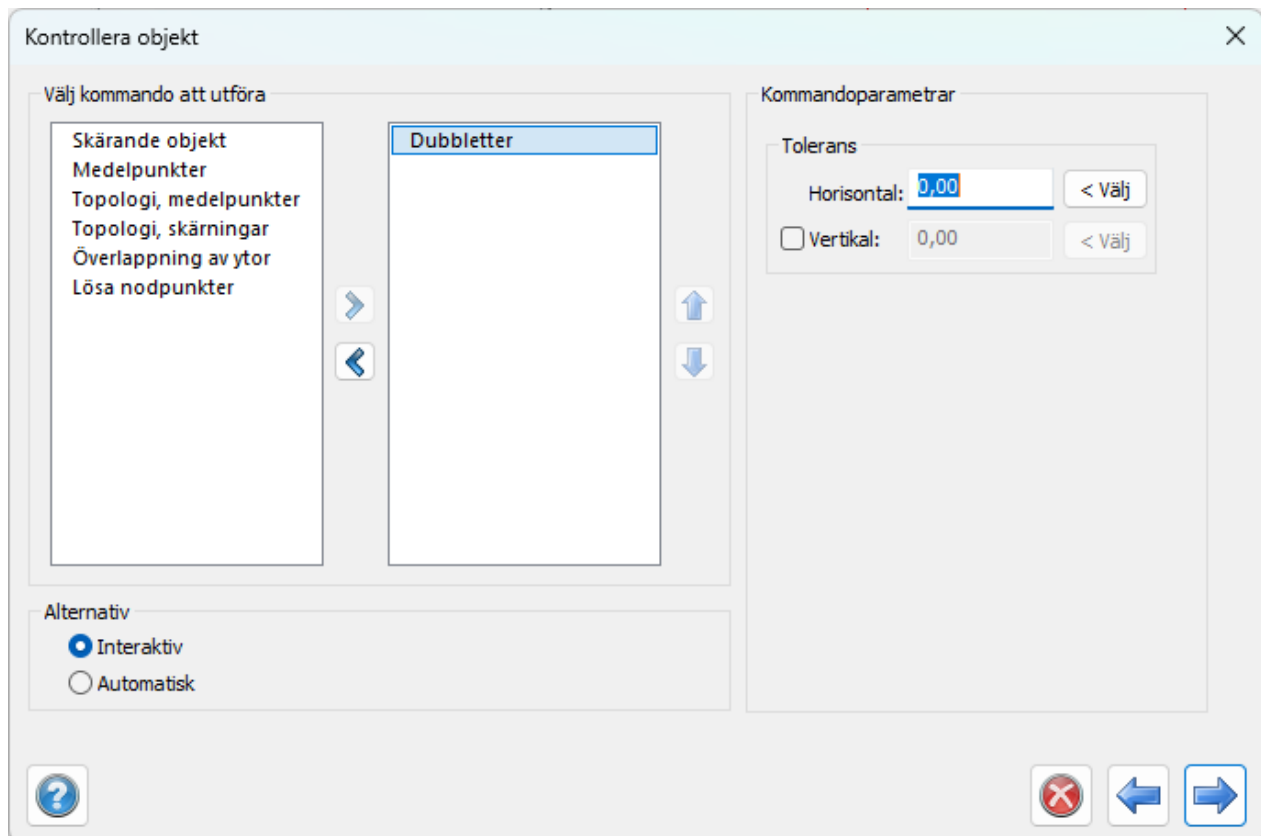 Kontrollera objekt
Välj kommando att utföra
Skärande objekt
Medelpunkter
Topologi, medelpunkter
Topologi, skärningar
Överlappning av ytor
Lösa nodpunkter
Dubbletter
Alternativ
Interaktiv
Automatisk
Kommandoparametrar
Tolerans
Horisontal: 0,00 < Välj
Vertikal: 0,00 < Välj